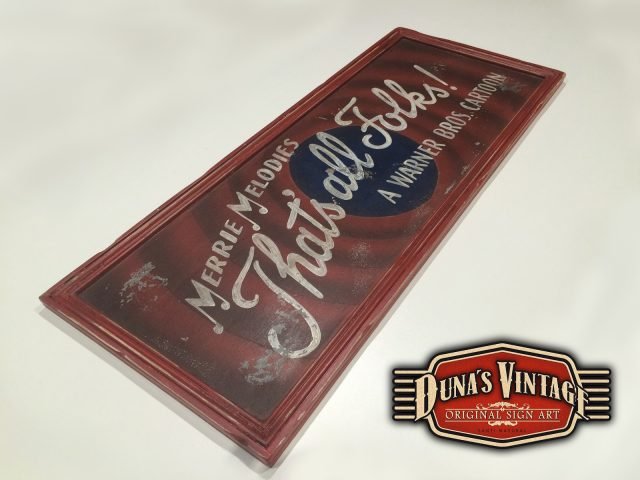 MERRIE MELODIES
That's all Folks!
A WARNER BROS. CARTOON
DUNA'S VINTAGE
ORIGINAL SIGN ART